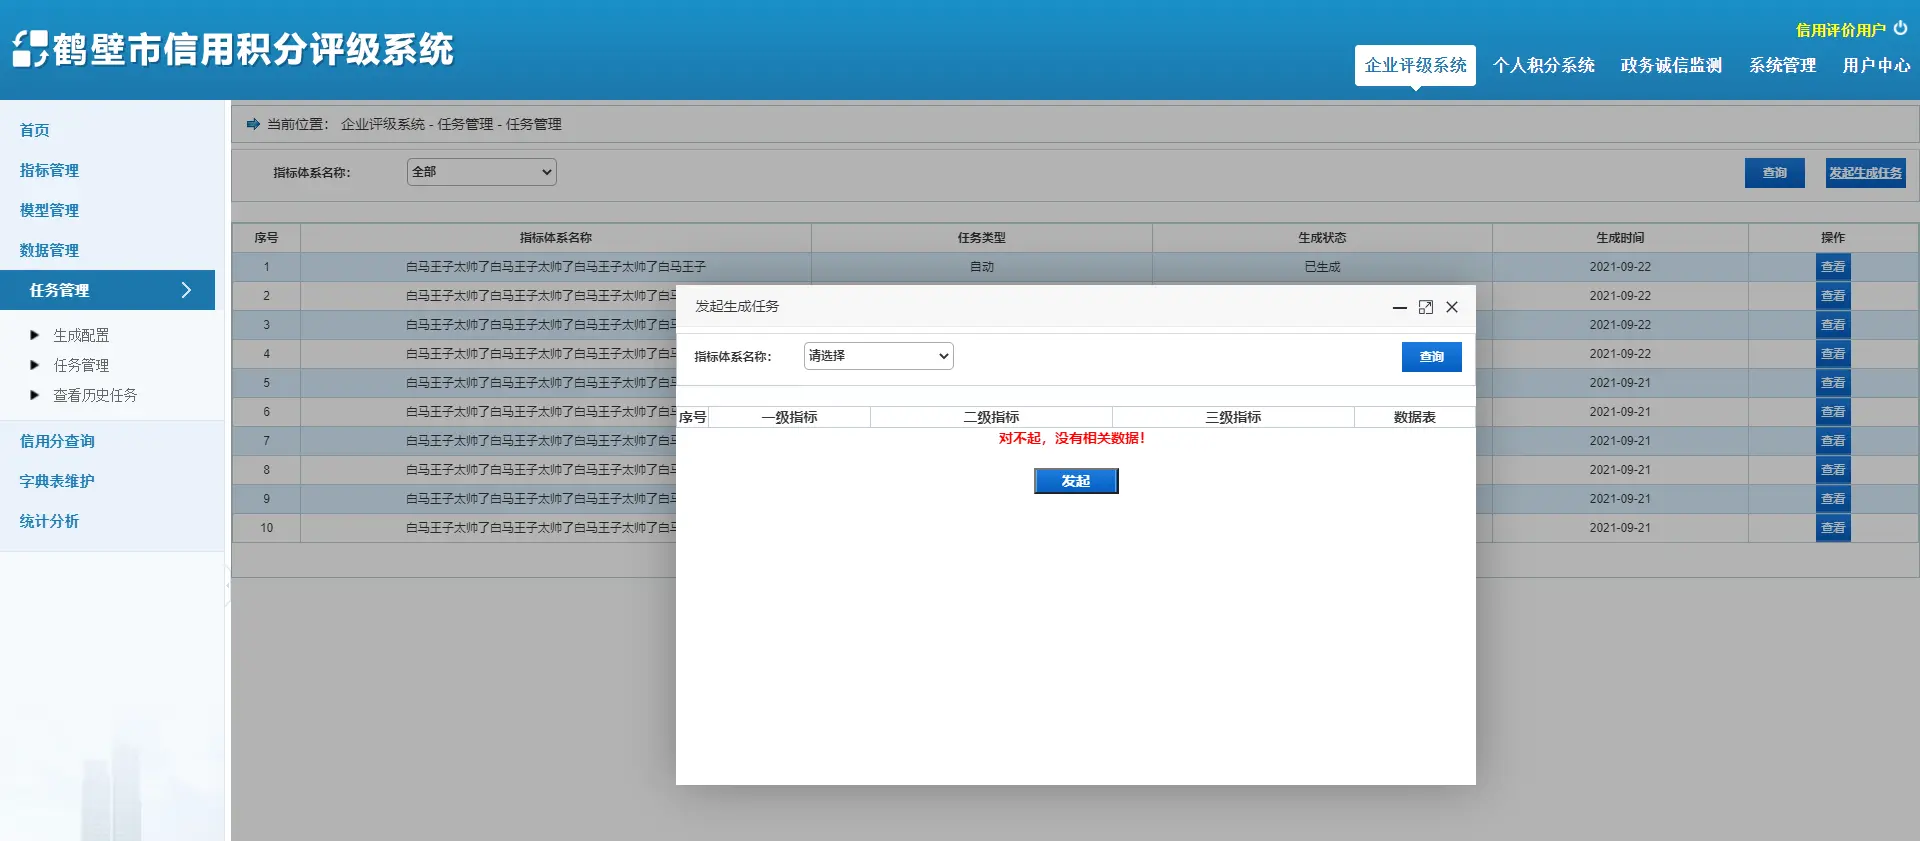 鹤壁市信用积分评级系统
信用评价用户
企业评级系统 个人积分系统 政务诚信监测 系统管理 用户中心
首页
指标管理
模型管理
数据管理
任务管理
生成配置
任务管理
查看历史任务
信用分查询
字典表维护
统计分析
当前位置： 企业评级系统 - 任务管理 - 任务管理
指标体系名称： 全部 查询 发起生成任务
序号 指标体系名称 任务类型 生成状态 生成时间 操作
1 白马王子太帅了白马王子太帅了白马王子太帅了白马王子 自动 已生成 2021-09-22 查看
2 白马王子太帅了白马王子太帅了白马王子太帅了白马 2021-09-22 查看
3 白马王子太帅了白马王子太帅了白马王子太帅了白马 2021-09-22 查看
4 白马王子太帅了白马王子太帅了白马王子太帅了白马 2021-09-22 查看
5 白马王子太帅了白马王子太帅了白马王子太帅了白马 2021-09-21 查看
6 白马王子太帅了白马王子太帅了白马王子太帅了白马 2021-09-21 查看
7 白马王子太帅了白马王子太帅了白马王子太帅了白马 2021-09-21 查看
8 白马王子太帅了白马王子太帅了白马王子太帅了白马 2021-09-21 查看
9 白马王子太帅了白马王子太帅了白马王子太帅了白马 2021-09-21 查看
10 白马王子太帅了白马王子太帅了白马王子太帅了白马 2021-09-21 查看
发起生成任务
指标体系名称： 请选择 查询
序号 一级指标 二级指标 三级指标 数据表
对不起，没有相关数据！
发起